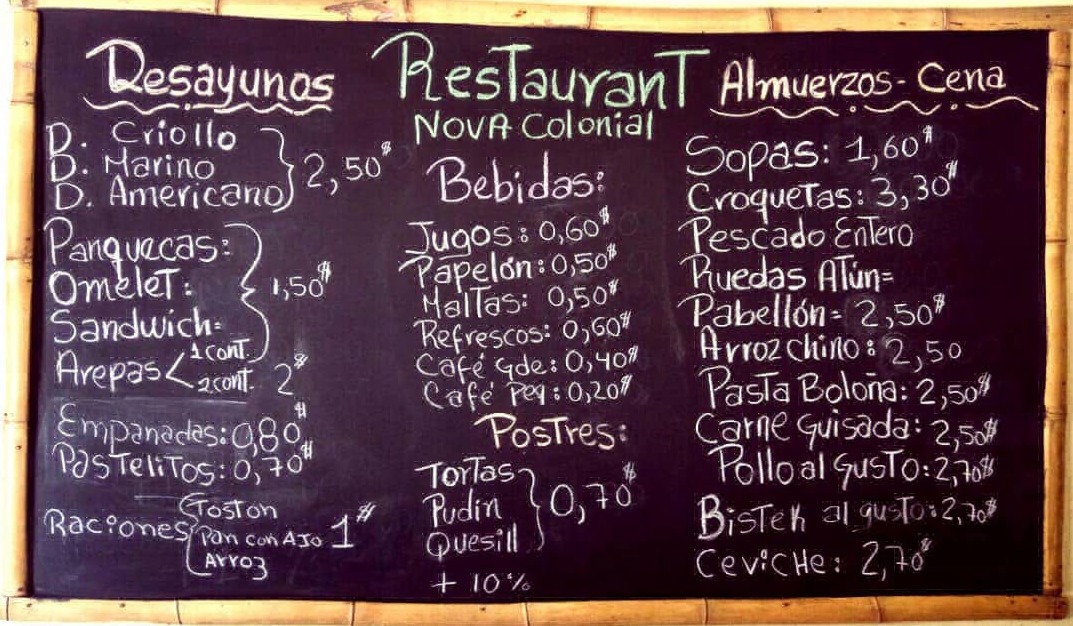 Desayunos
D. Criollo
D. Marino
D. Americano
2,50$
Panquecas:
Omelet:
Sandwich=
Arepas < 1 cont.
1,50$
2 cont. 2$
Empanadas: 0,80$
Pastelitos: 0,70$
Raciones
Toston
Pan con Ajo
Arroz
1$
Restaurant
Nova Colonial
Bebidas:
Jugos: 0,60$
Papelón: 0,50$
Maltas: 0,50$
Refrescos: 0,60$
Café Gde: 0,40$
Café Peq: 0,20$
Postres:
Tortas
Pudin
Quesill
0,70$
+ 10%
Almuerzos - Cena
Sopas: 1,60$
Croquetas: 3,30$
Pescado Entero
Ruedas Atún=
Pabellón= 2,50$
Arroz chino: 2,50
Pasta Boloña: 2,50$
Carne Guisada: 2,50$
Pollo al Gusto: 2,70$
Bistek al gusto: 2,70$
Ceviche: 2,70$